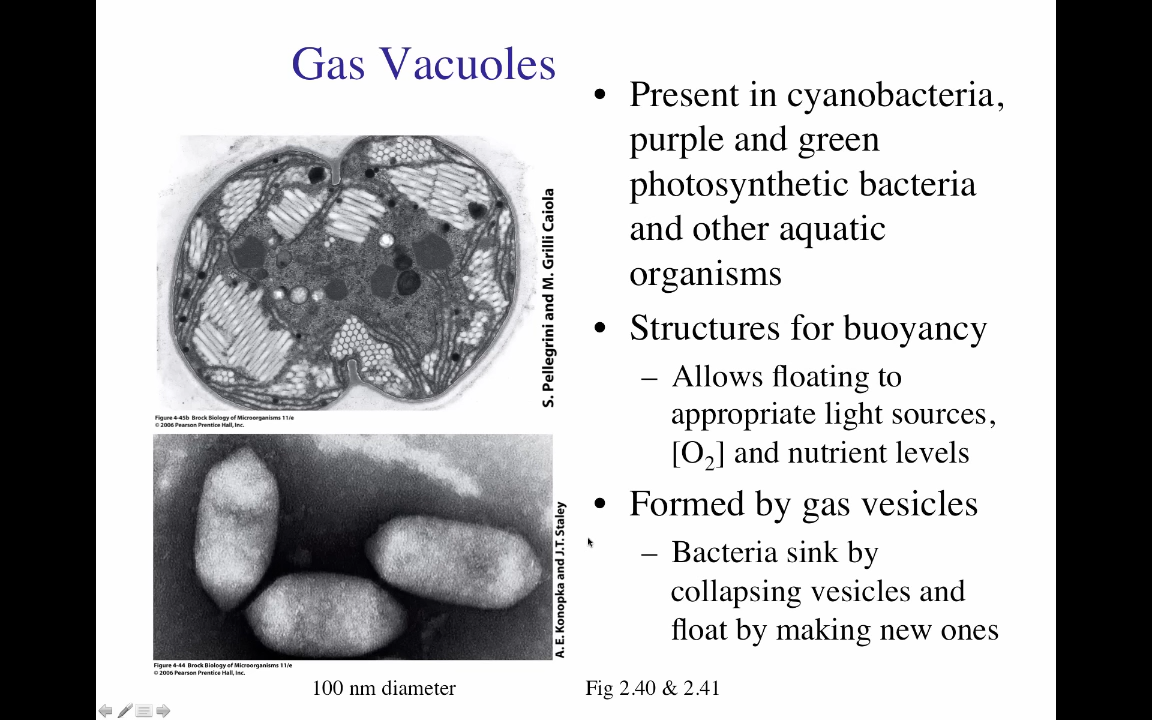 Gas Vacuoles
• Present in cyanobacteria,
purple and green
photosynthetic bacteria
and other aquatic
organisms
• Structures for buoyancy
– Allows floating to
appropriate light sources,
[O2] and nutrient levels
• Formed by gas vesicles
– Bacteria sink by
collapsing vesicles and
float by making new ones
S. Pellegrini and M. Grilli Caiola
Figure 4-45b Brock Biology of Microorganisms 11/e
© 2006 Pearson Prentice Hall, Inc.
A. E. Konopka and J.T. Staley
Figure 4-44 Brock Biology of Microorganisms 11/e
© 2006 Pearson Prentice Hall, Inc.
100 nm diameter
Fig 2.40 & 2.41